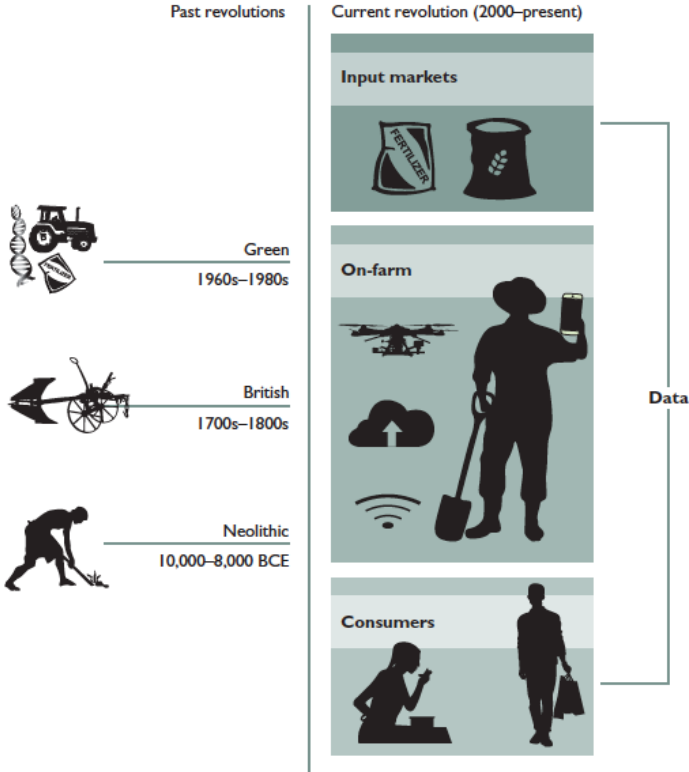 Past revolutions
Current revolution (2000–present)
Input markets
FERTILIZER
Green
1960s–1980s
FERTILIZER
On-farm
British
1700s–1800s
Data
Neolithic
10,000–8,000 BCE
Consumers